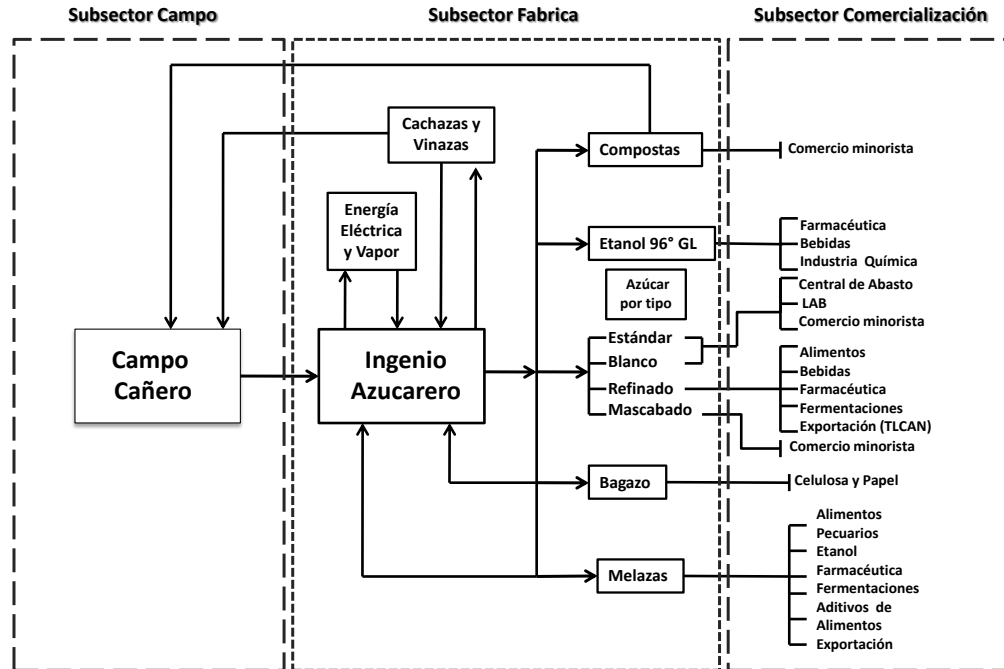 Subsector Campo
Subsector Fabrica
Subsector Comercialización
Cachazas y
Vinazas
Compostas
Comercio minorista
Energía
Eléctrica
y Vapor
Etanol 96° GL
Farmacéutica
Bebidas
Industria Química
Azúcar
por tipo
Central de Abasto
LAB
Comercio minorista
Campo
Cañero
Ingenio
Azucarero
Estándar
Blanco
Refinado
Mascabado
Alimentos
Bebidas
Farmacéutica
Fermentaciones
Exportación (TLCAN)
Comercio minorista
Bagazo
Celulosa y Papel
Melazas
Alimentos
Pecuarios
Etanol
Farmacéutica
Fermentaciones
Aditivos de
Alimentos
Exportación